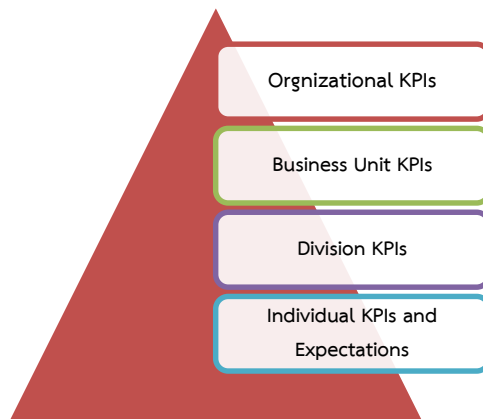 Orgnizational KPIs
Business Unit KPIs
Division KPIs
Individual KPIs and
Expectations